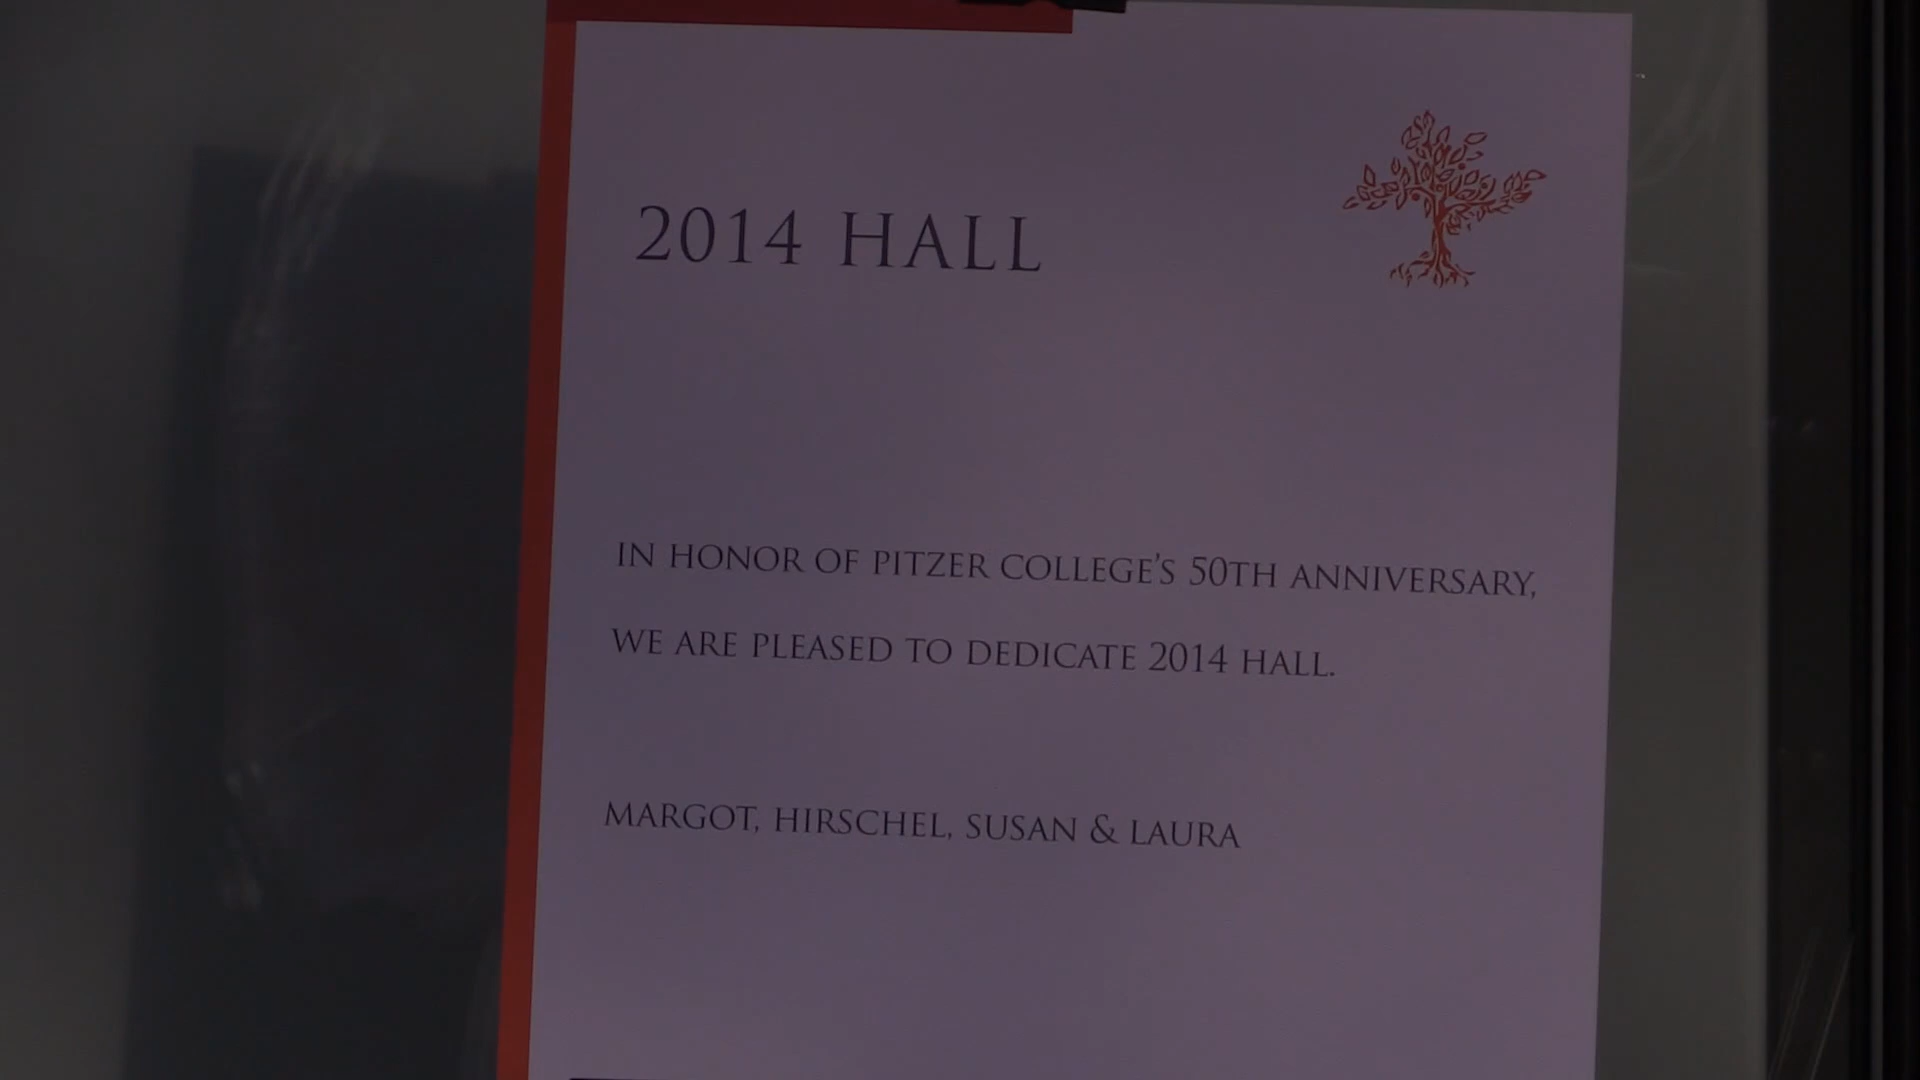 2014 HALL
IN HONOR OF PITZER COLLEGE'S 50TH ANNIVERSARY,
WE ARE PLEASED TO DEDICATE 2014 HALL.
MARGOT, HIRSCHEL, SUSAN & LAURA